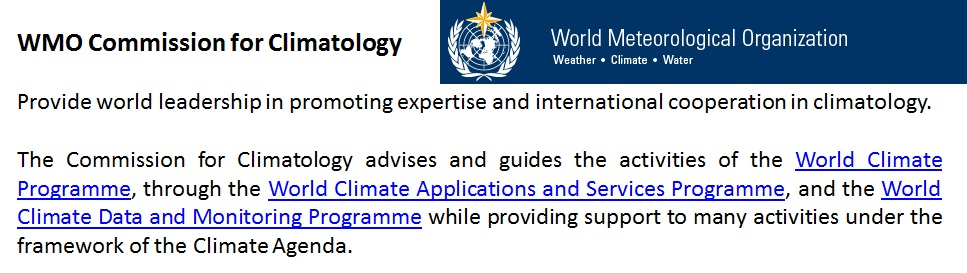 WMO Commission for Climatology
World Meteorological Organization
Weather • Climate • Water
Provide world leadership in promoting expertise and international cooperation in climatology.
The Commission for Climatology advises and guides the activities of the World Climate
Programme, through the World Climate Applications and Services Programme, and the World
Climate Data and Monitoring Programme while providing support to many activities under the
framework of the Climate Agenda.